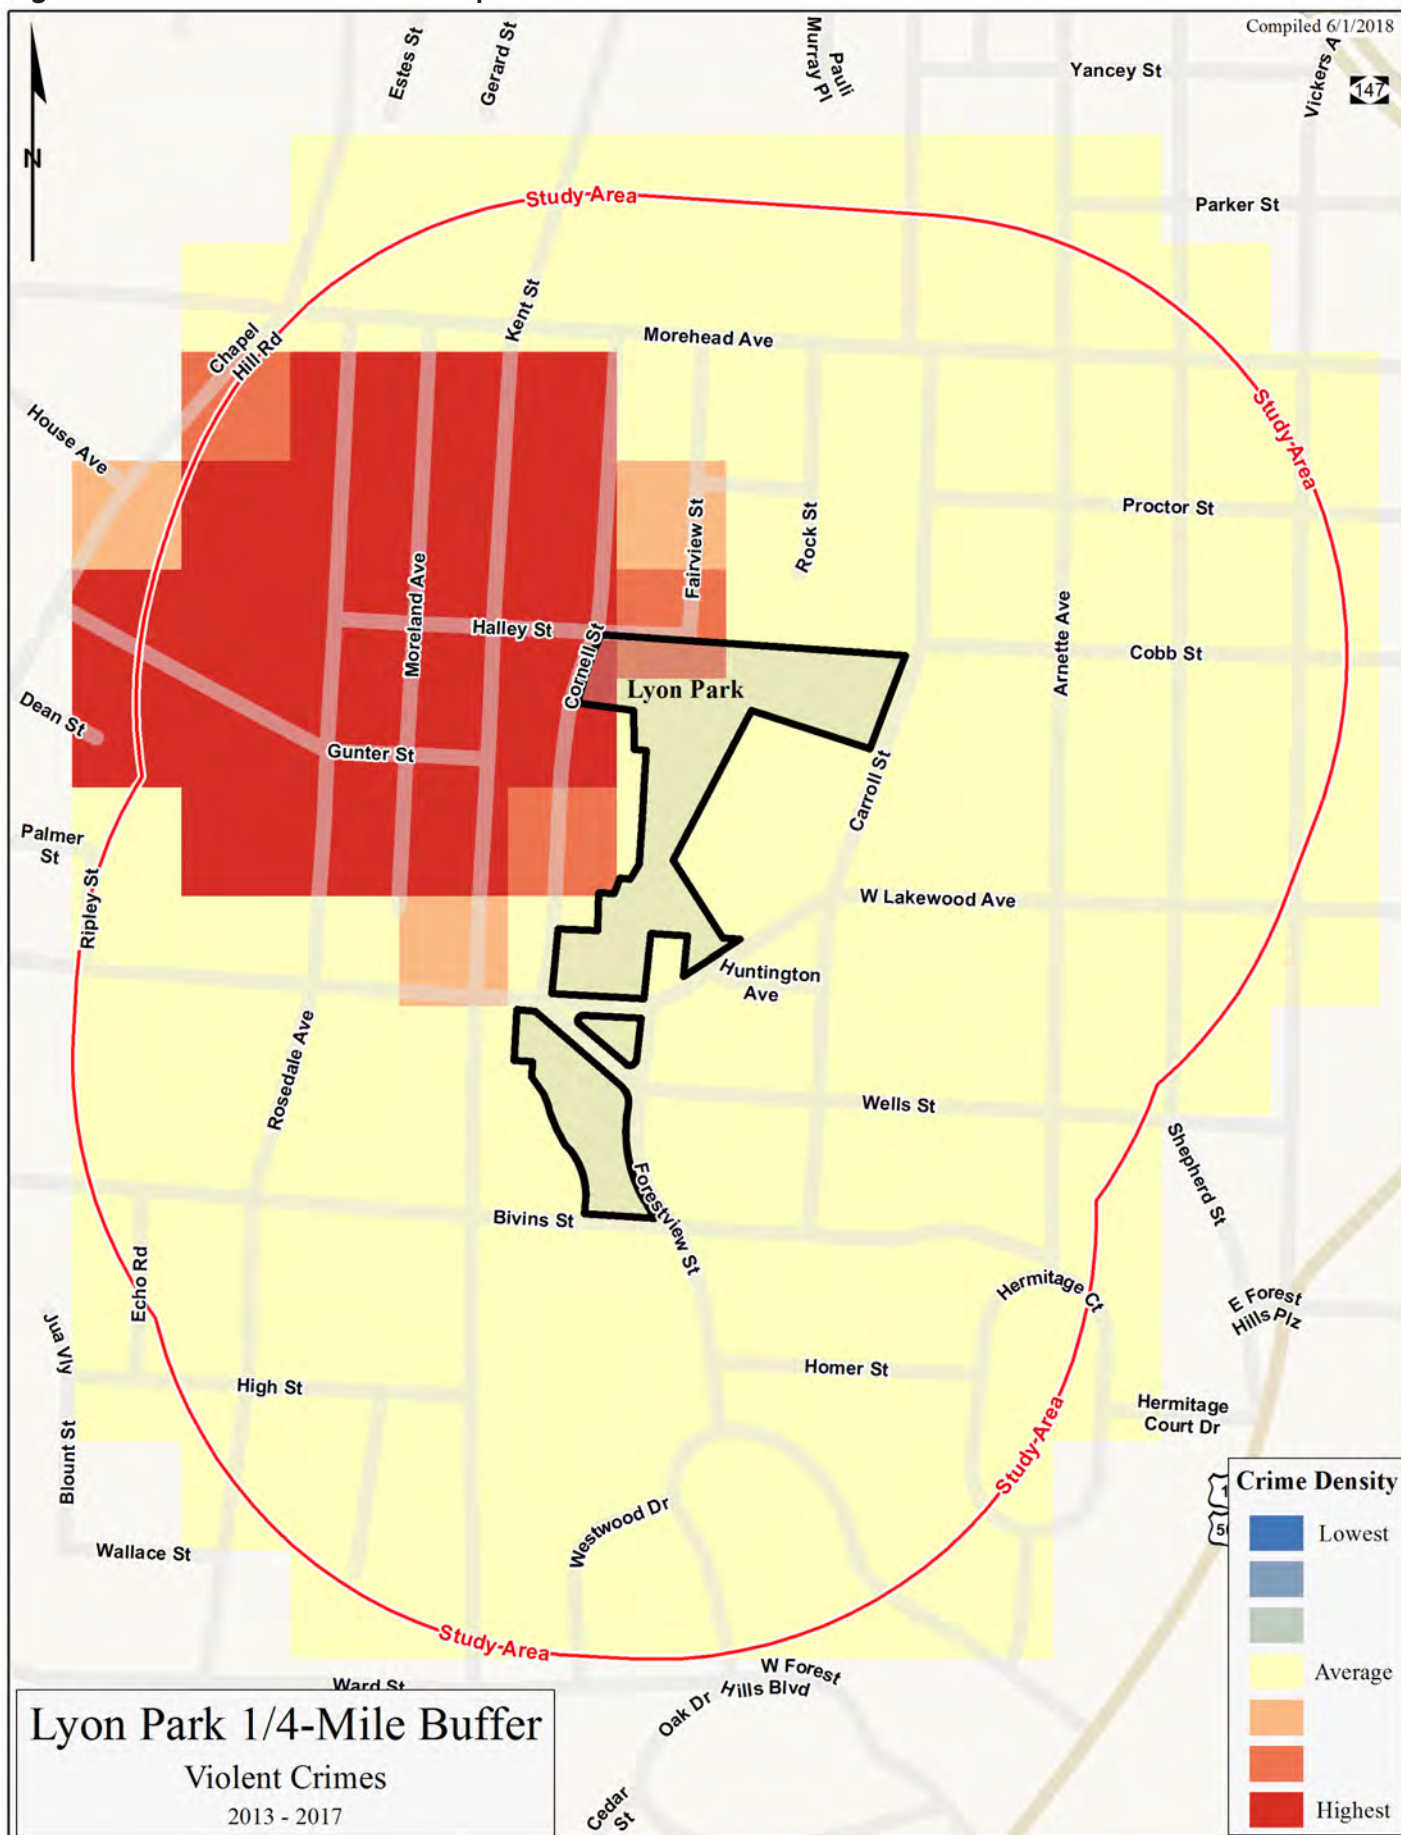 Compiled 6/1/2018
Estes St
Gerard St
Pauli
Murray Pl
Yancey St
147
N
Study-Area
Parker St
Kent St
Morehead Ave
Chapel
Hill Rd
House Ave
Study-Area
Fairview St
Rock St
Proctor St
Moreland Ave
Halley St
Arnette Ave
Cobb St
Cornell St
Lyon Park
Dean St
Gunter St
Carroll St
Palmer
St
Ripley St
W Lakewood Ave
Huntington
Ave
Rosedale Ave
Wells St
Shepherd St
Forestview St
Bivins St
Echo Rd
Hermitage Ct
E Forest
Hills Plz
Vly
Homer St
High St
Hermitage
Court Dr
Blount St
Study-Area
Westwood Dr
Wallace St
Study-Area
W Forest
Hills Blvd
Ward St
Oak Dr
Cedar
St
Crime Density
Lowest
Average
Highest
Lyon Park 1/4-Mile Buffer
Violent Crimes
2013 - 2017